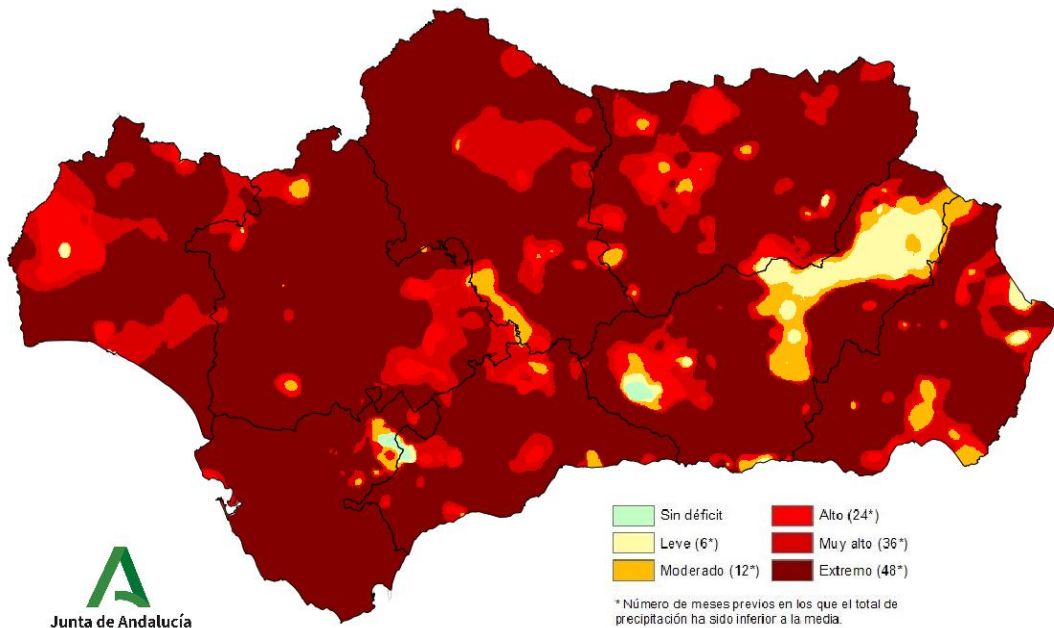 Sin déficit
Leve (6*)
Moderado (12*)
Alto (24*)
Muy alto (36*)
Extremo (48*)
* Número de meses previos en los que el total de
precipitación ha sido inferior a la media.
Junta de Andalucía